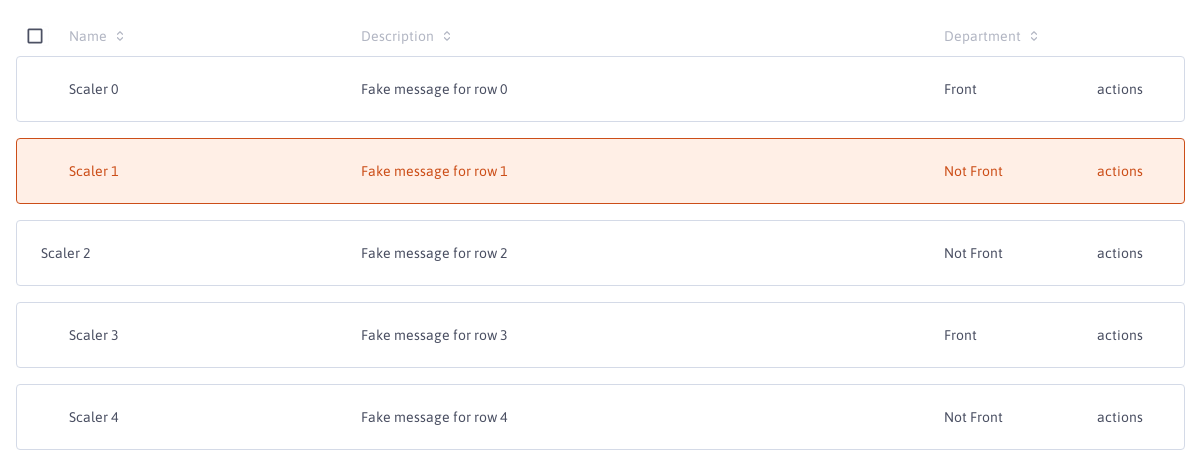 Name Description Department
Scaler 0 Fake message for row 0 Front actions
Scaler 1 Fake message for row 1 Not Front actions
Scaler 2 Fake message for row 2 Not Front actions
Scaler 3 Fake message for row 3 Front actions
Scaler 4 Fake message for row 4 Not Front actions